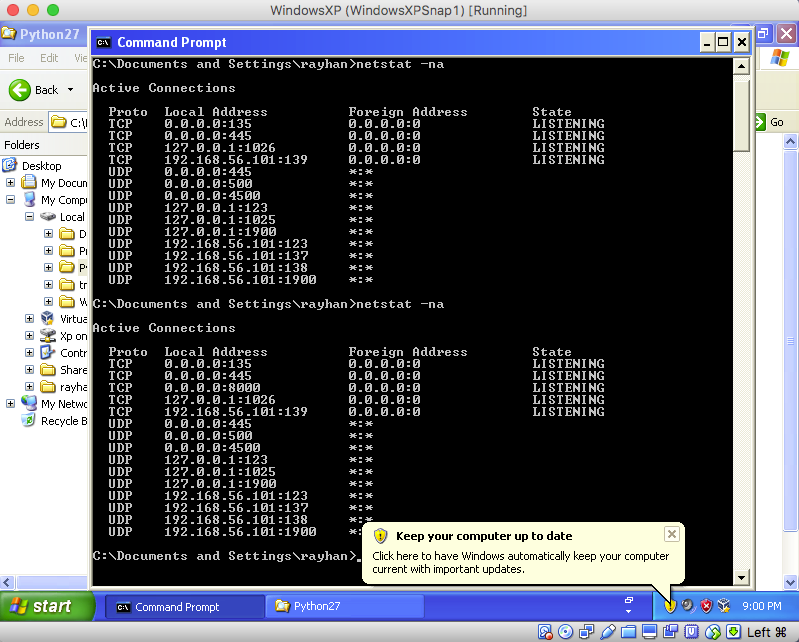 WindowsXP (WindowsXPSnap1) [Running]
Python27
Command Prompt
File Edit
Back
Address
Go
Folders
Desktop
My Docum
My Compu
Local
Virtua
Xp on
Contr
Share
rayha
My Netwo
Recycle B
C:\Documents and Settings\rayhan>netstat -na
Active Connections
Proto Local Address Foreign Address State
TCP 0.0.0.0:135 0.0.0.0:0 LISTENING
TCP 0.0.0.0:445 0.0.0.0:0 LISTENING
TCP 127.0.0.1:1026 0.0.0.0:0 LISTENING
TCP 192.168.56.101:139 0.0.0.0:0 LISTENING
UDP 0.0.0.0:445 *:*
UDP 0.0.0.0:500 *:*
UDP 0.0.0.0:4500 *:*
UDP 127.0.0.1:123 *:*
UDP 127.0.0.1:1025 *:*
UDP 127.0.0.1:1900 *:*
UDP 192.168.56.101:123 *:*
UDP 192.168.56.101:137 *:*
UDP 192.168.56.101:138 *:*
UDP 192.168.56.101:1900 *:*
C:\Documents and Settings\rayhan>netstat -na
Active Connections
Proto Local Address Foreign Address State
TCP 0.0.0.0:135 0.0.0.0:0 LISTENING
TCP 0.0.0.0:445 0.0.0.0:0 LISTENING
TCP 0.0.0.0:8000 0.0.0.0:0 LISTENING
TCP 127.0.0.1:1026 0.0.0.0:0 LISTENING
TCP 192.168.56.101:139 0.0.0.0:0 LISTENING
UDP 0.0.0.0:445 *:*
UDP 0.0.0.0:500 *:*
UDP 0.0.0.0:4500 *:*
UDP 127.0.0.1:123 *:*
UDP 127.0.0.1:1025 *:*
UDP 127.0.0.1:1900 *:*
UDP 192.168.56.101:123 *:*
UDP 192.168.56.101:137 *:*
UDP 192.168.56.101:138 *:*
UDP 192.168.56.101:1900 *:
C:\Documents and Settings\rayhan>_
Keep your computer up to date
Click here to have Windows automatically keep your computer
current with important updates.
start
Command Prompt
Python27
9:00 PM
Left ⌘